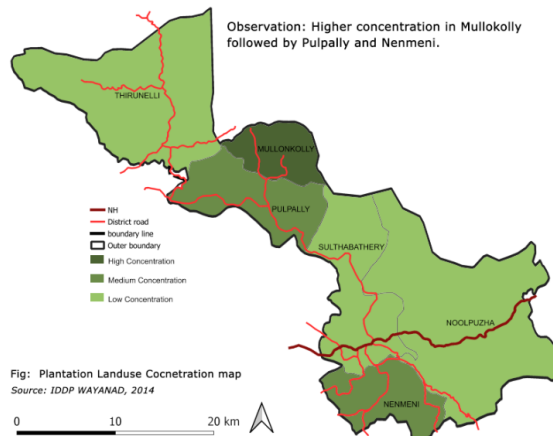 Observation: Higher concentration in Mullokolly
followed by Pulpally and Nenmeni.
THIRUNELLI
MULLONKOLLY
PULPALLY
SULTHABATHERY
NOOLPUZHA
NENMENI
NH
District road
boundary line
Outer boundary
High Concentration
Medium Concentration
Low Concentration
Fig:  Plantation Landuse Cocnetration map
Source: IDDP WAYANAD, 2014
0 10 20 km